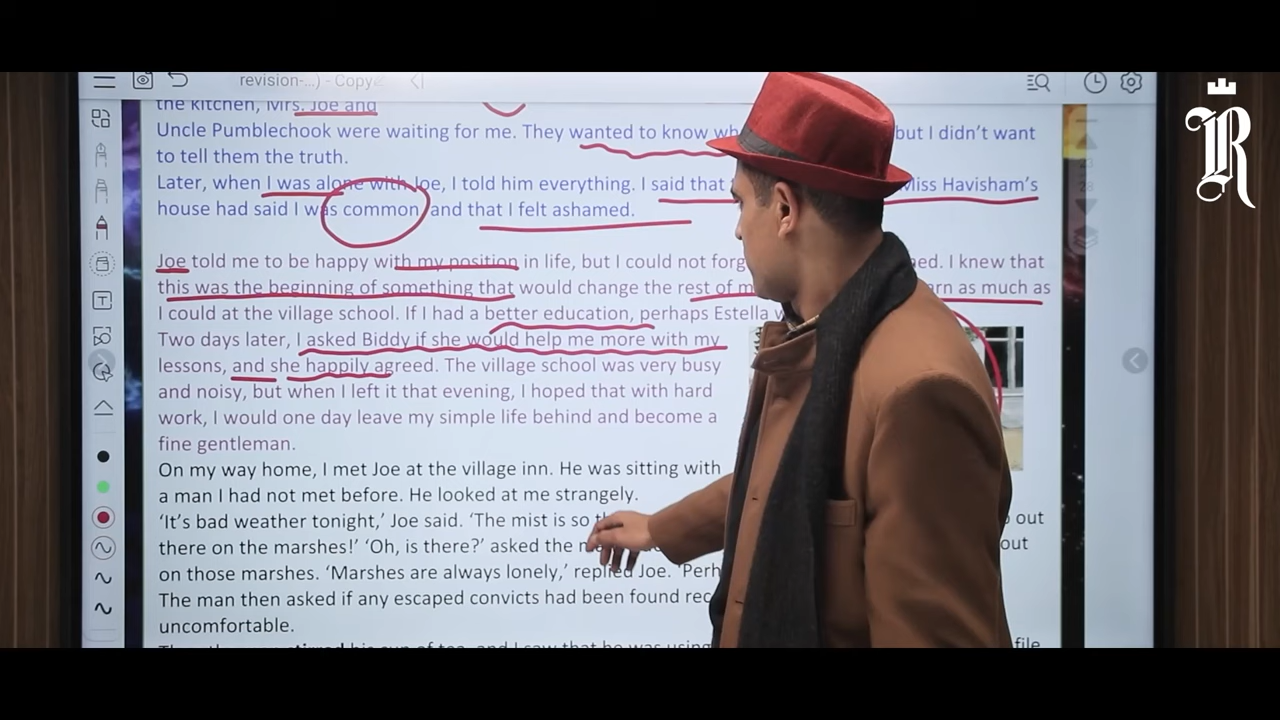 revision-...) - Copy
the kitchen, Mrs. Joe and
Uncle Pumblechook were waiting for me. They wanted to know but I didn't want
to tell them the truth.
Later, when I was alone with Joe, I told him everything. I said that Miss Havisham's
house had said I was common and that I felt ashamed.
Joe told me to be happy with my position in life, but I could not I knew that
this was the beginning of something that would change the rest of as much as
I could at the village school. If I had a better education, perhaps Estella
Two days later, I asked Biddy if she would help me more with my
lessons, and she happily agreed. The village school was very busy
and noisy, but when I left it that evening, I hoped that with hard
work, I would one day leave my simple life behind and become a
fine gentleman.
On my way home, I met Joe at the village inn. He was sitting with
a man I had not met before. He looked at me strangely.
'It's bad weather tonight,' Joe said. 'The mist is so out
there on the marshes!' 'Oh, is there?' asked the out
on those marshes. 'Marshes are always lonely,' replied Joe.
The man then asked if any escaped convicts had been found
uncomfortable.
file
R